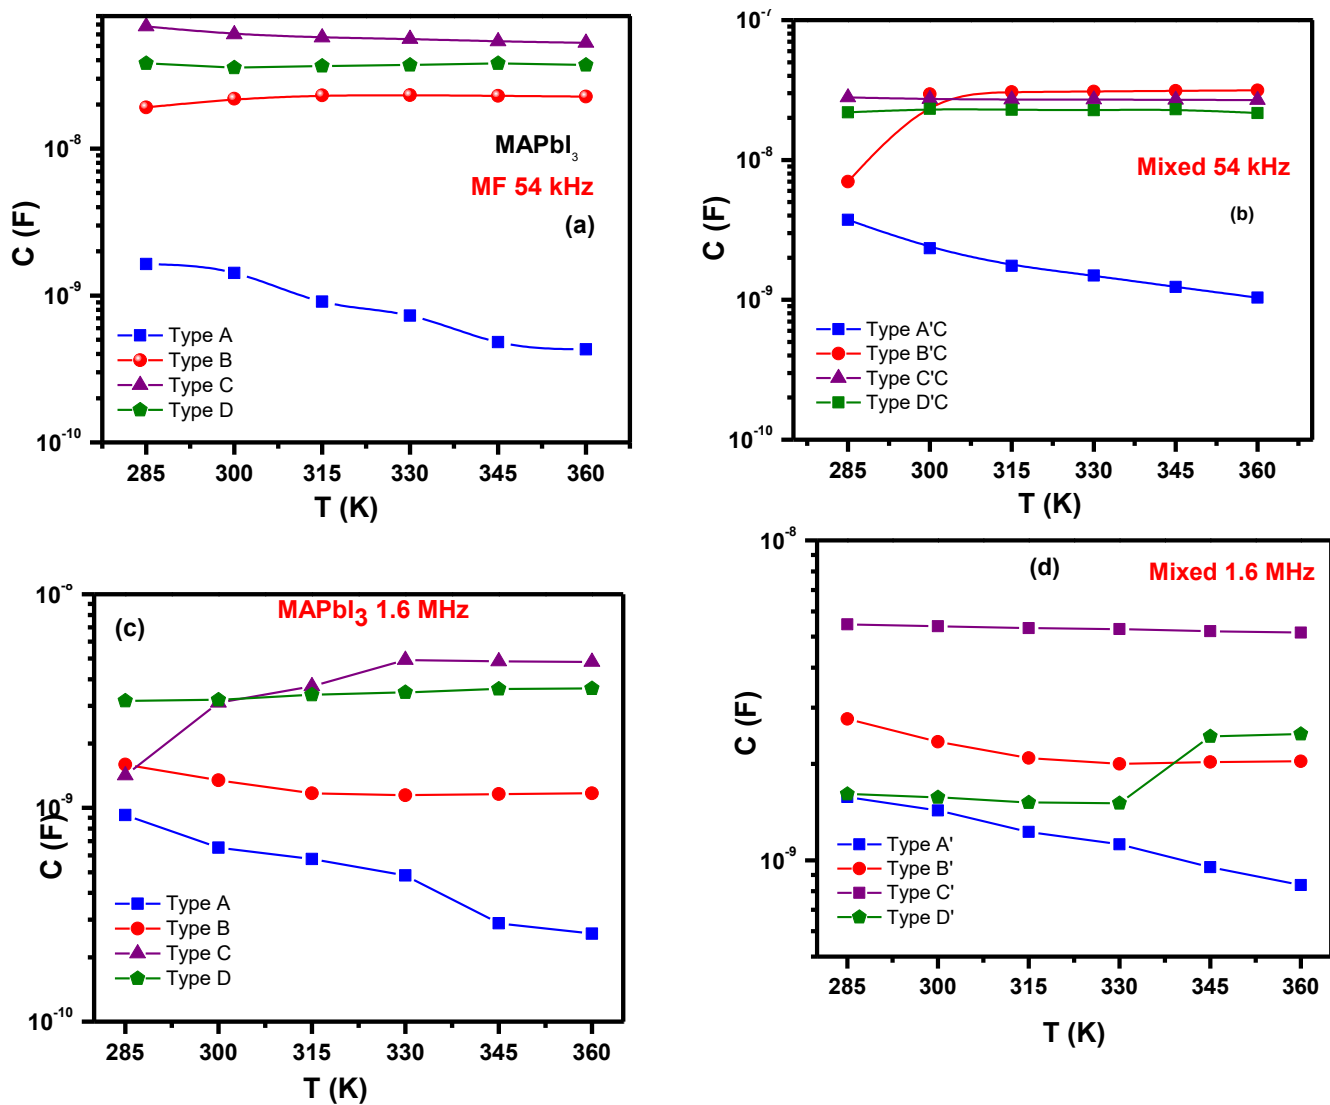 C (F)
10⁻⁸
10⁻⁹
10⁻¹⁰
MAPbI₃
MF 54 kHz
(a)
Type A
Type B
Type C
Type D
285 300 315 330 345 360
T (K)
C (F)
10⁻⁷
10⁻⁸
10⁻⁹
10⁻¹⁰
Mixed 54 kHz
(b)
Type A'C
Type B'C
Type C'C
Type D'C
285 300 315 330 345 360
T (K)
C (F)
10⁻⁹
10⁻¹⁰
(c)
MAPbI₃ 1.6 MHz
Type A
Type B
Type C
Type D
285 300 315 330 345 360
T (K)
C (F)
10⁻⁸
10⁻⁹
(d)
Mixed 1.6 MHz
Type A'
Type B'
Type C'
Type D'
285 300 315 330 345 360
T (K)